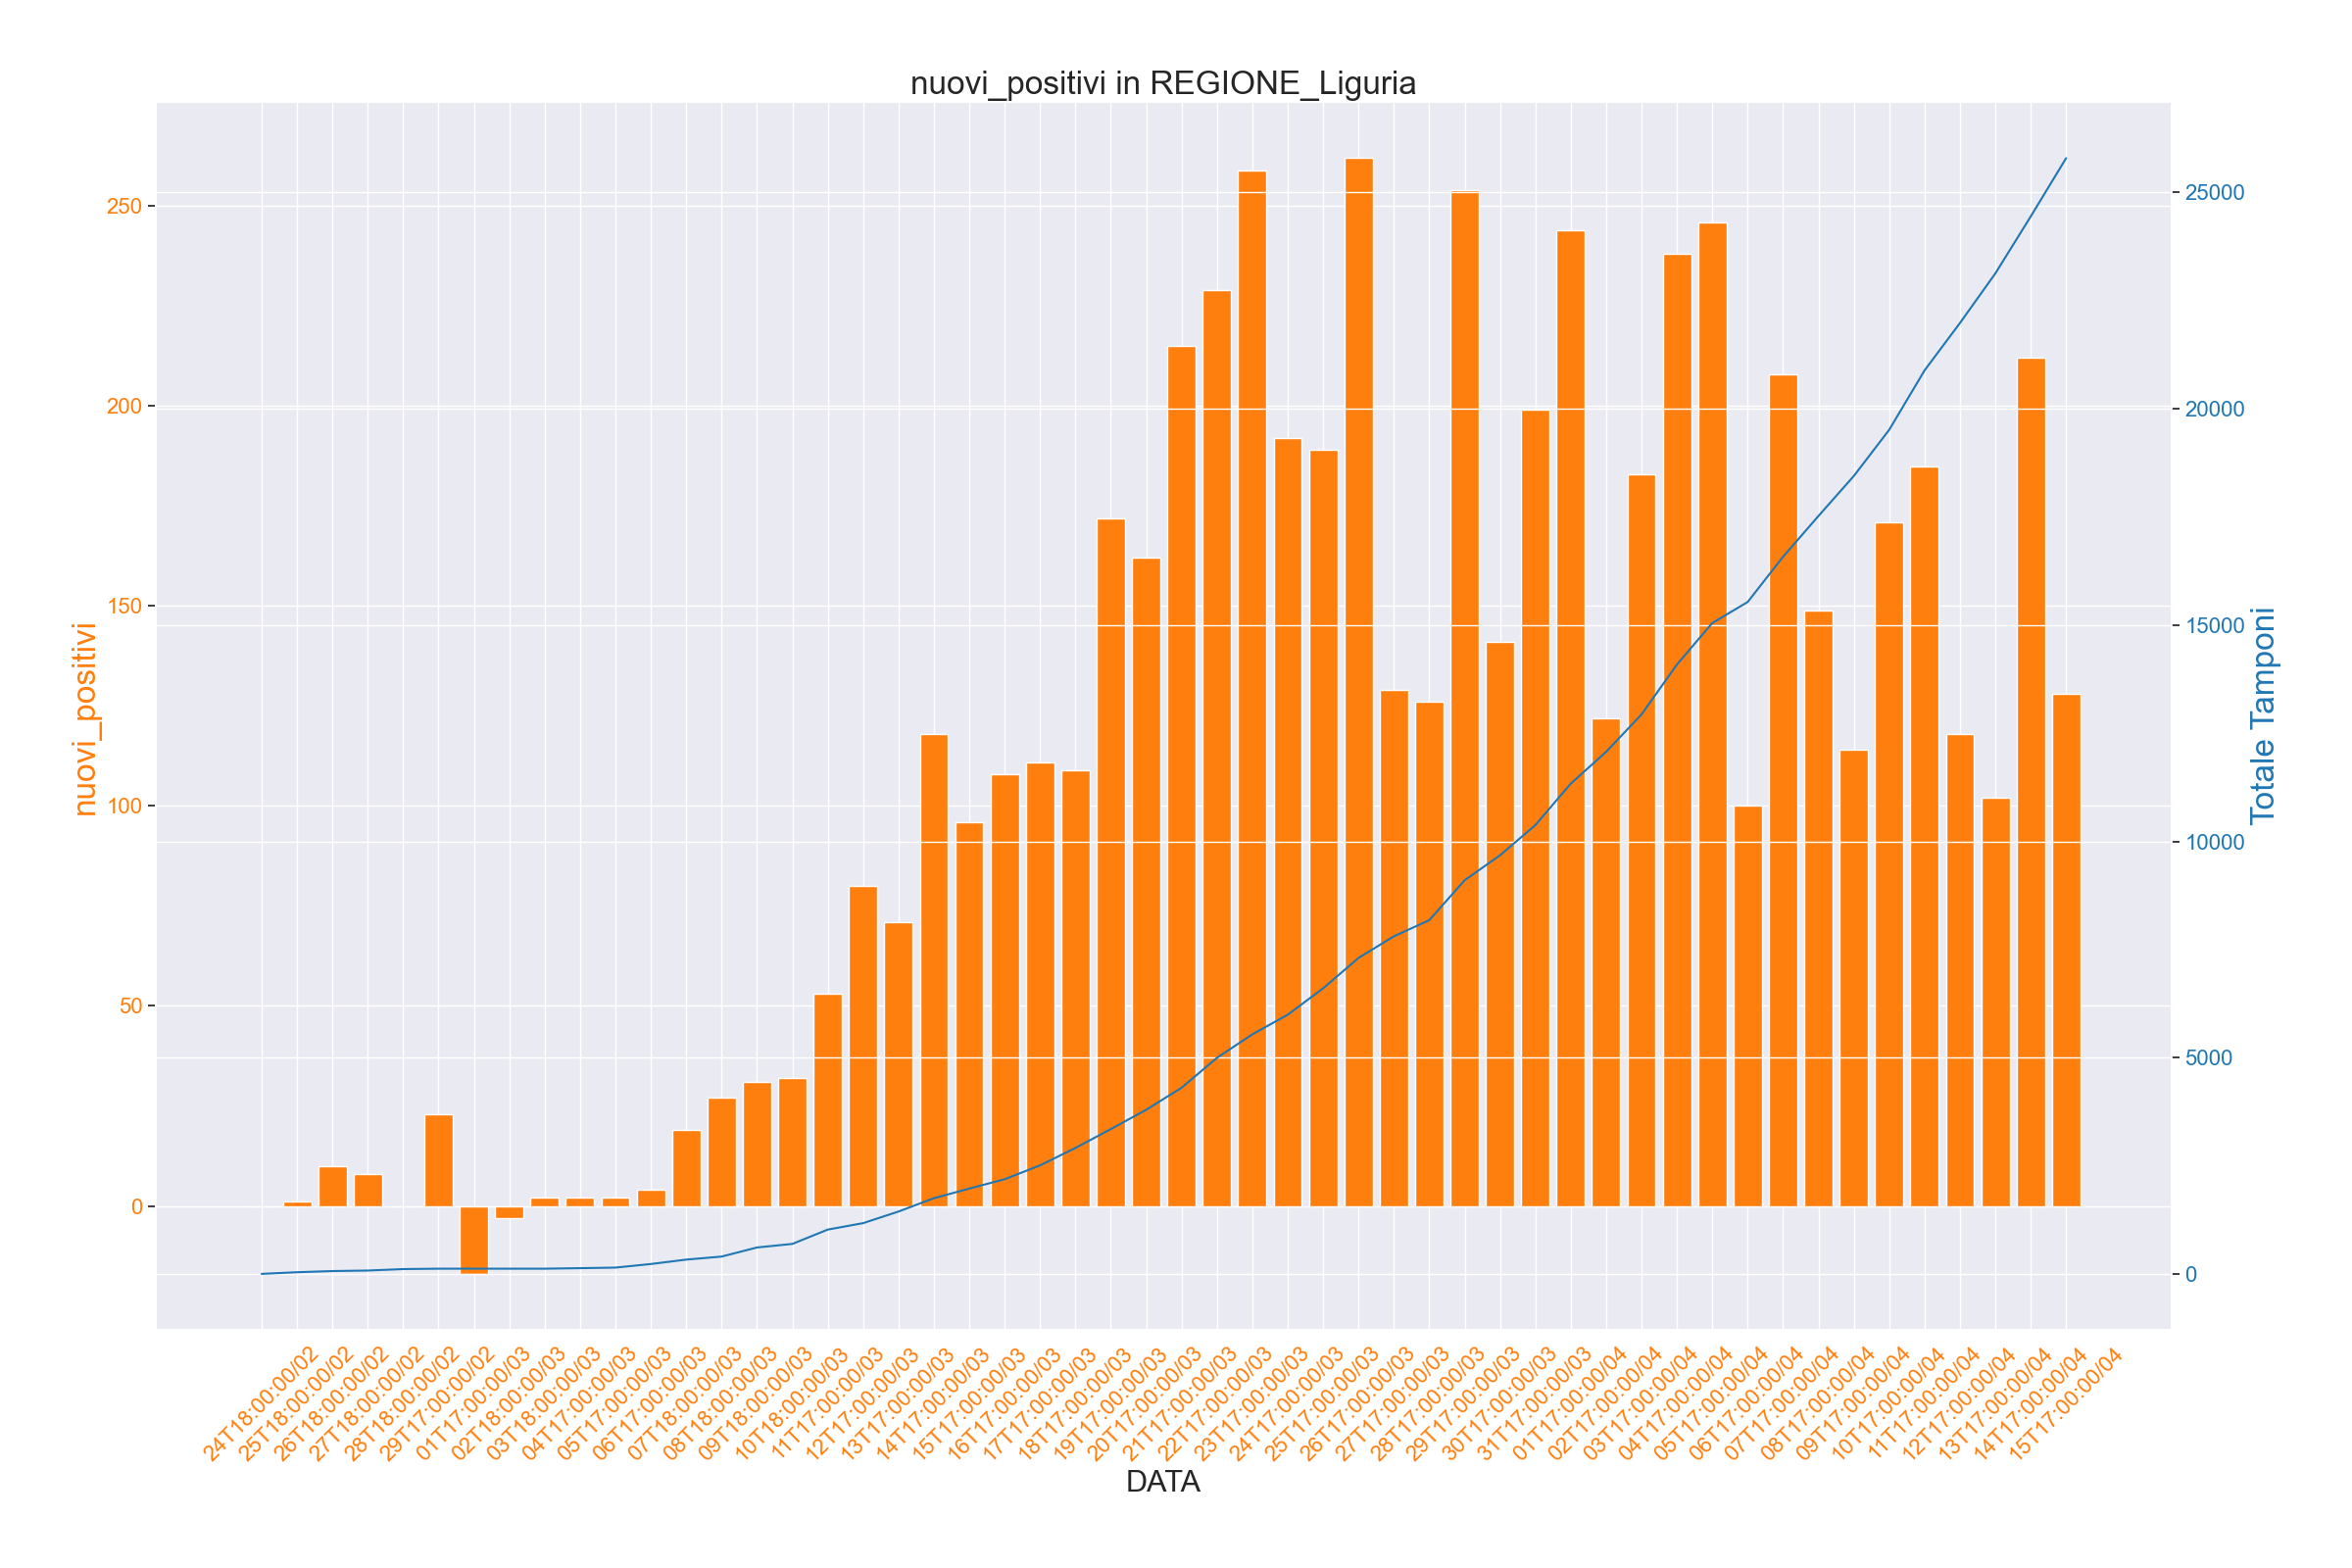 nuovi_positivi in REGIONE_Liguria
250
200
150
100
50
0
nuovi_positivi
25000
20000
15000
10000
5000
0
Totale Tamponi
24T18:00:00/02
25T18:00:00/02
26T18:00:00/02
27T18:00:00/02
28T18:00:00/02
29T17:00:00/02
01T17:00:00/03
02T18:00:00/03
03T18:00:00/03
04T17:00:00/03
05T17:00:00/03
06T17:00:00/03
07T18:00:00/03
08T18:00:00/03
09T18:00:00/03
10T18:00:00/03
11T17:00:00/03
12T17:00:00/03
13T17:00:00/03
14T17:00:00/03
15T17:00:00/03
16T17:00:00/03
17T17:00:00/03
18T17:00:00/03
19T17:00:00/03
20T17:00:00/03
21T17:00:00/03
22T17:00:00/03
23T17:00:00/03
24T17:00:00/03
25T17:00:00/03
26T17:00:00/03
27T17:00:00/03
28T17:00:00/03
29T17:00:00/03
30T17:00:00/03
31T17:00:00/03
01T17:00:00/04
02T17:00:00/04
03T17:00:00/04
04T17:00:00/04
05T17:00:00/04
06T17:00:00/04
07T17:00:00/04
08T17:00:00/04
09T17:00:00/04
10T17:00:00/04
11T17:00:00/04
12T17:00:00/04
13T17:00:00/04
14T17:00:00/04
15T17:00:00/04
DATA